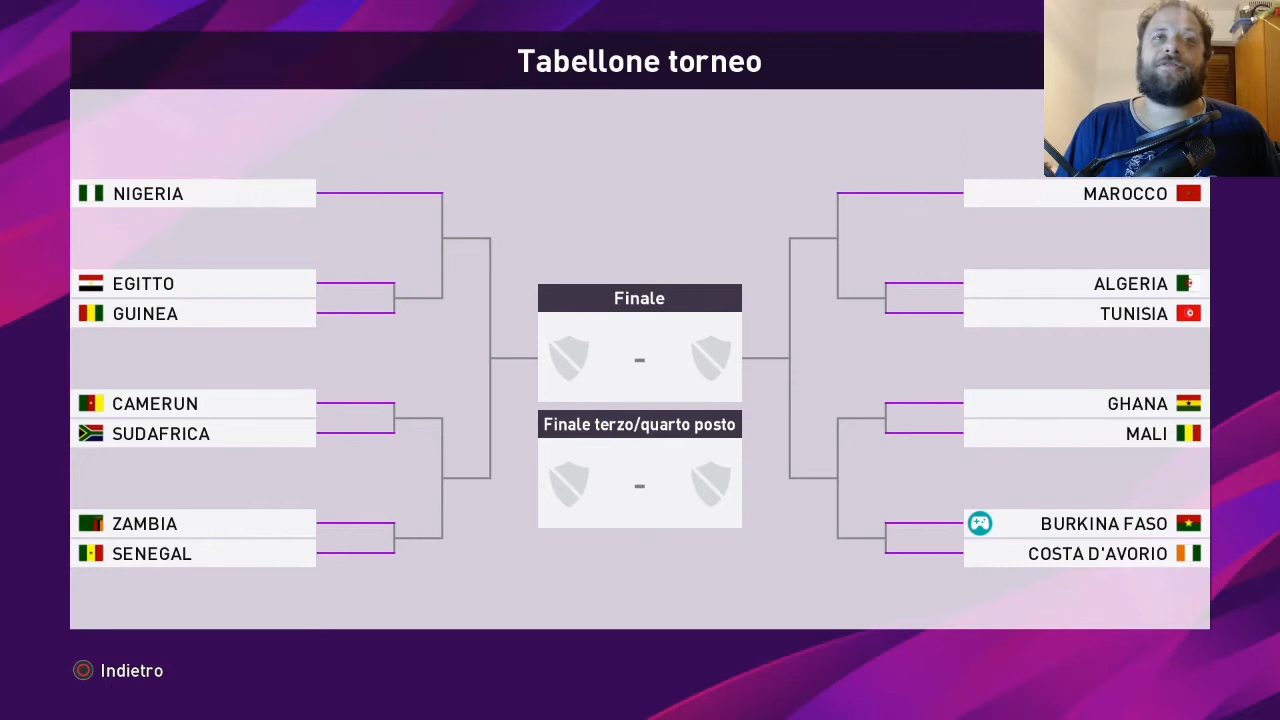 Tabellone torneo
NIGERIA
EGITTO
GUINEA
CAMERUN
SUDAFRICA
ZAMBIA
SENEGAL
Finale
-
Finale terzo/quarto posto
-
MAROCCO
ALGERIA
TUNISIA
GHANA
MALI
BURKINA FASO
COSTA D'AVORIO
Indietro